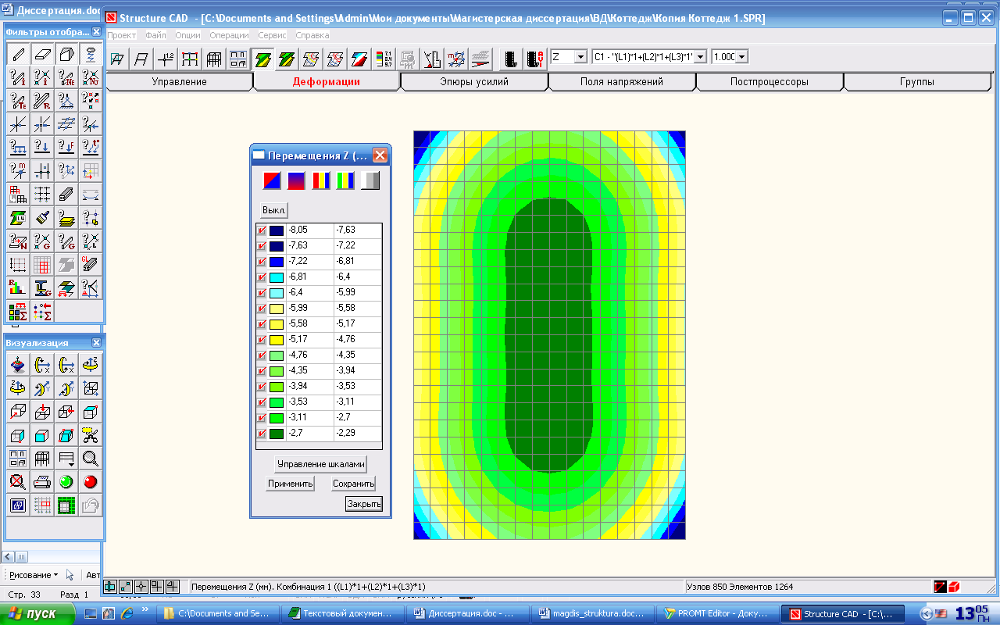 Диссертация.doc
Structure CAD - [C:\Documents and Settings\Admin\Мои документы\Магистерская диссертация\ВД\Коттедж\Копия Коттедж 1.SPR]
Фильтры отобра...
Проект Файл Опции Операции Сервис Справка
Z C1 - "(L1)*1+(L2)*1+(L3)*1" 1.00
Управление Деформации Эпюры усилий Поля напряжений Постпроцессоры Группы
Перемещения Z (...
Выкл.
-8,05 -7,63
-7,63 -7,22
-7,22 -6,81
-6,81 -6,4
-6,4 -5,99
-5,99 -5,58
-5,58 -5,17
-5,17 -4,76
-4,76 -4,35
-4,35 -3,94
-3,94 -3,53
-3,53 -3,11
-3,11 -2,7
-2,7 -2,29
Управление шкалами
Применить Сохранить
Закрыть
Визуализация
Рисование Авт
Перемещения Z (мм). Комбинация 1 ((L1)*1+(L2)*1+(L3)*1) Узлов 850 Элементов 1264
Стр. 33 Разд 1
пуск
C:\Documents and Se...
Текстовый докумен...
Диссертация.doc - ...
magdis_struktura.doc...
PROMT Editor - Доку...
Structure CAD - [C:\...
13 05
Пн